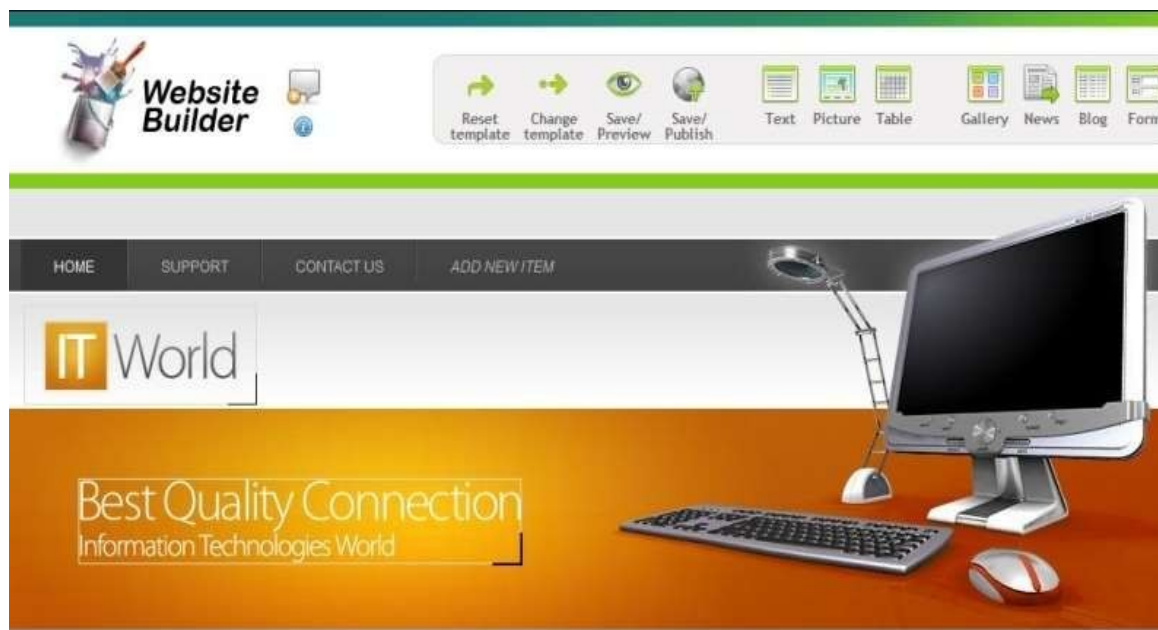 Website
Builder
Reset
template
Change
template
Save/
Preview
Save/
Publish
Text
Picture
Table
Gallery
News
Blog
Form
HOME
SUPPORT
CONTACT US
ADD NEW ITEM
IT World
Best Quality Connection
Information Technologies World